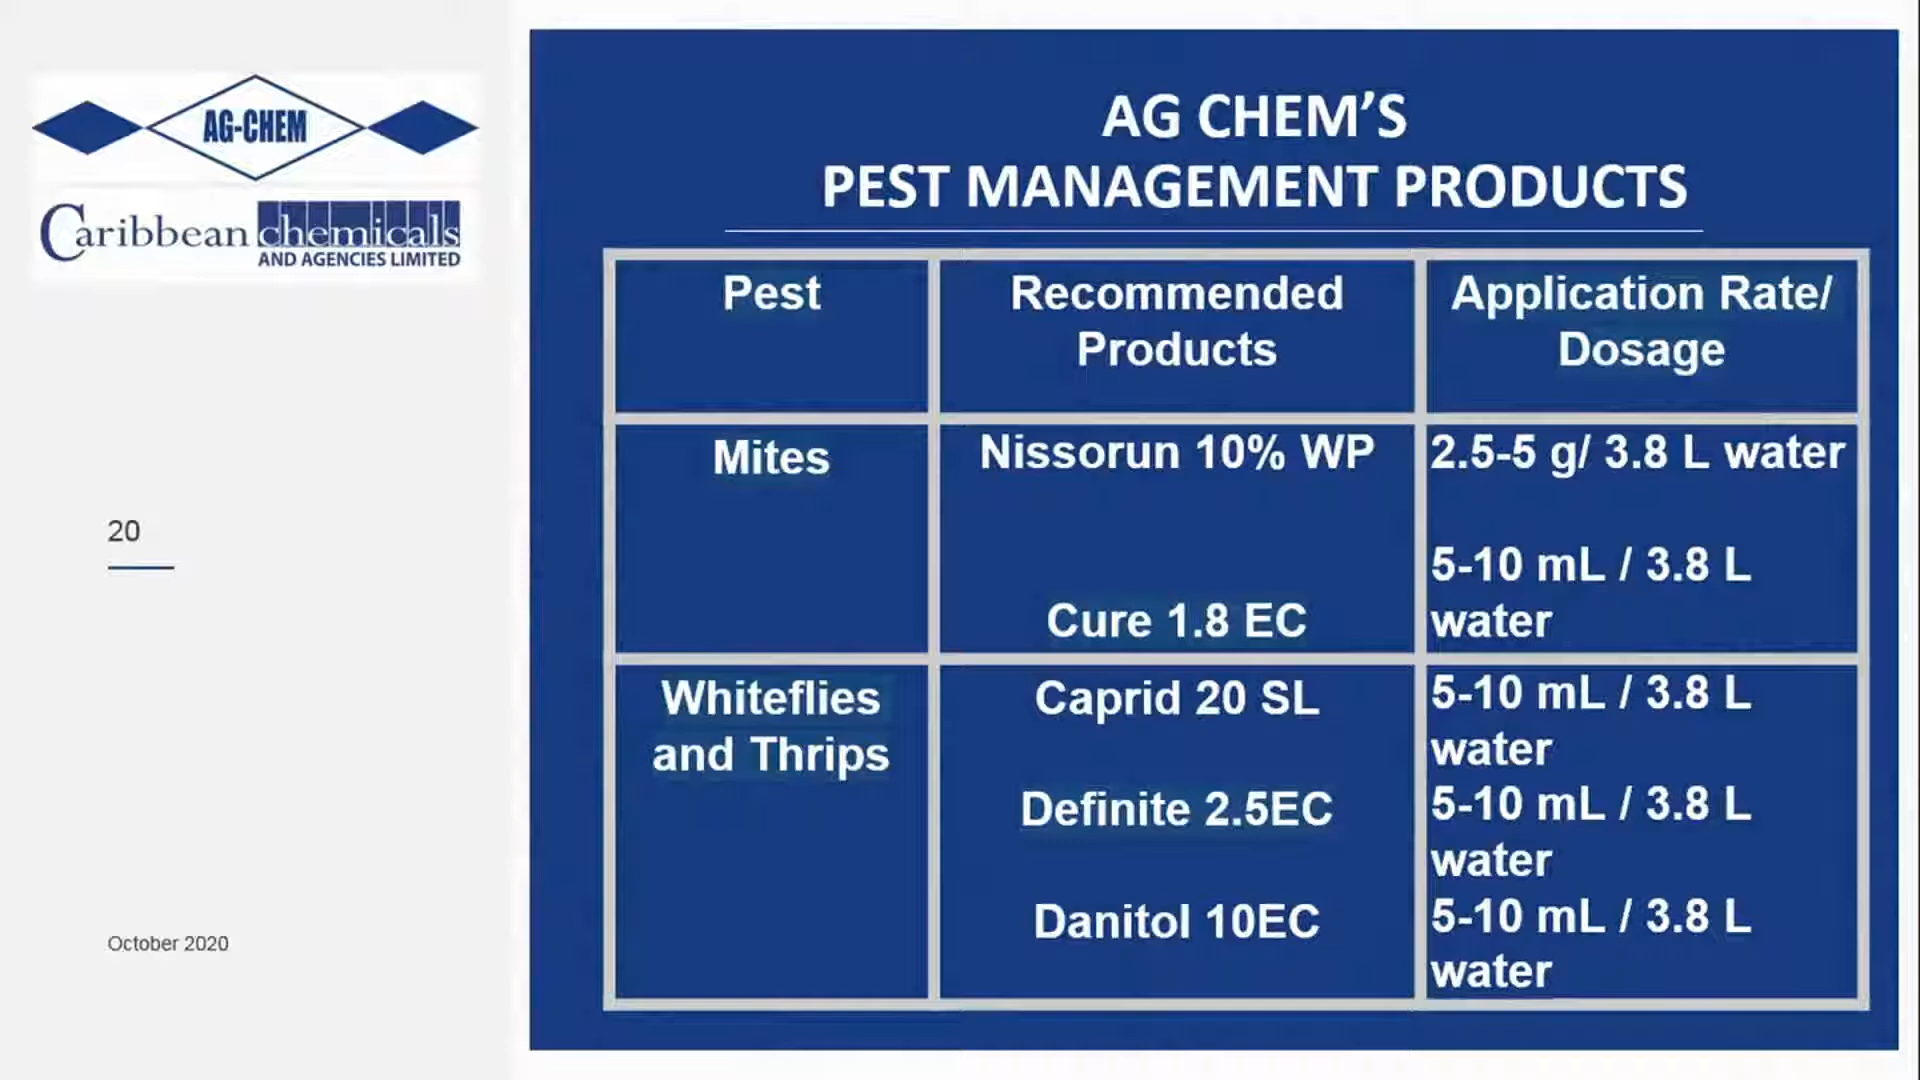 AG-CHEM
Caribbean chemicals
AND AGENCIES LIMITED
20
October 2020
AG CHEM’S
PEST MANAGEMENT PRODUCTS
Pest
Recommended
Products
Application Rate/
Dosage
Mites
Nissorun 10% WP
2.5-5 g/ 3.8 L water
Cure 1.8 EC
5-10 mL / 3.8 L
water
Whiteflies
and Thrips
Caprid 20 SL
5-10 mL / 3.8 L
water
Definite 2.5EC
5-10 mL / 3.8 L
water
Danitol 10EC
5-10 mL / 3.8 L
water